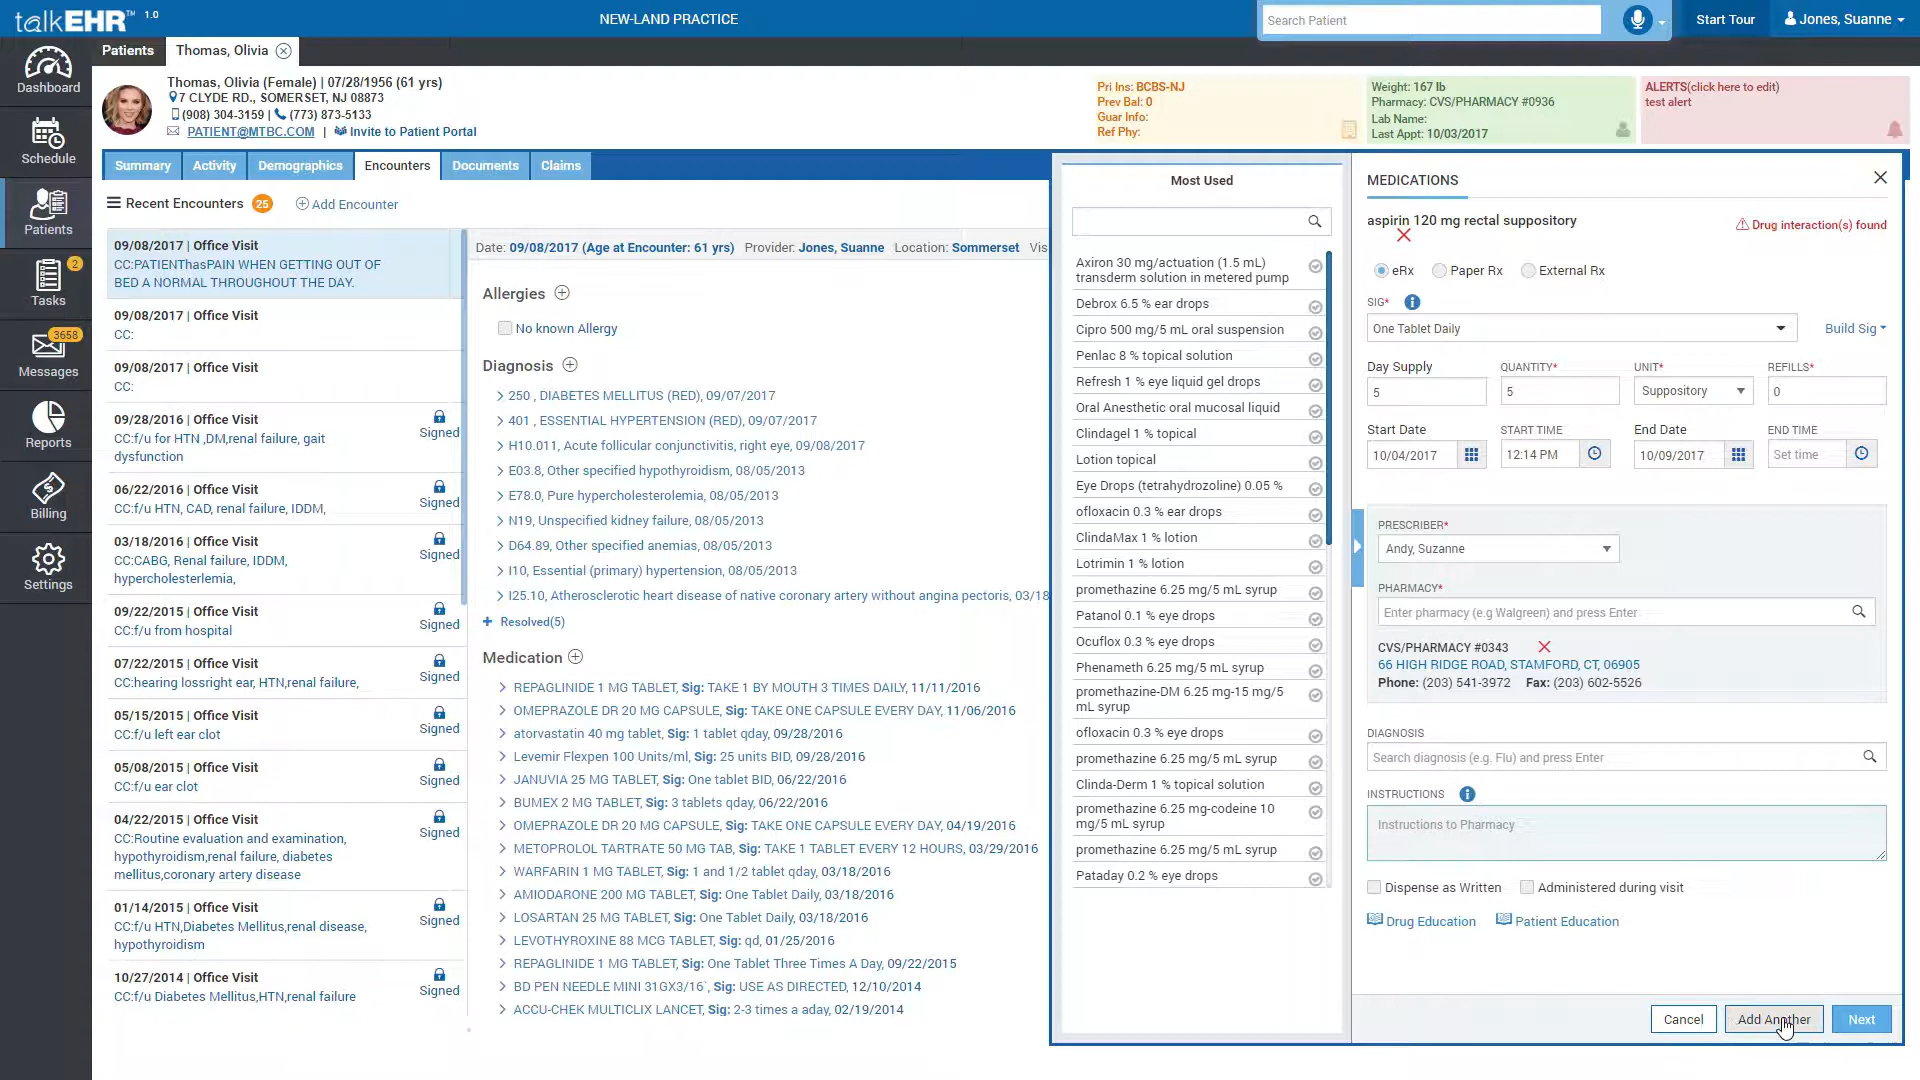 talkEHR™ 1.0
NEW-LAND PRACTICE
Search Patient
Start Tour
Jones, Suanne
Dashboard
Schedule
Patients
Tasks
2
Messages
3658
Reports
Billing
Settings
Patients
Thomas, Olivia
Thomas, Olivia (Female) | 07/28/1956 (61 yrs)
7 CLYDE RD., SOMERSET, NJ 08873
(908) 304-3159 | (773) 873-5133
PATIENT@MTBC.COM | Invite to Patient Portal
Pri Ins: BCBS-NJ
Prev Bal: 0
Guar Info:
Ref Phy:
Weight: 167 lb
Pharmacy: CVS/PHARMACY #0936
Lab Name:
Last Appt: 10/03/2017
ALERTS(click here to edit)
test alert
Summary
Activity
Demographics
Encounters
Documents
Claims
Recent Encounters 25
Add Encounter
09/08/2017 | Office Visit
CC:PATIENThasPAIN WHEN GETTING OUT OF
BED A NORMAL THROUGHOUT THE DAY.
09/08/2017 | Office Visit
CC:
09/08/2017 | Office Visit
CC:
09/28/2016 | Office Visit
Signed
CC:f/u for HTN ,DM,renal failure, gait
dysfunction
06/22/2016 | Office Visit
Signed
CC:f/u HTN, CAD, renal failure, IDDM,
03/18/2016 | Office Visit
Signed
CC:CABG, Renal failure, IDDM,
hypercholesterlemia,
09/22/2015 | Office Visit
Signed
CC:f/u from hospital
07/22/2015 | Office Visit
Signed
CC:hearing lossright ear, HTN,renal failure,
05/15/2015 | Office Visit
Signed
CC:f/u left ear clot
05/08/2015 | Office Visit
Signed
CC:f/u ear clot
04/22/2015 | Office Visit
Signed
CC:Routine evaluation and examination,
hypothyroidism,renal failure, diabetes
mellitus,coronary artery disease
01/14/2015 | Office Visit
Signed
CC:f/u HTN,Diabetes Mellitus,renal disease,
hypothyroidism
10/27/2014 | Office Visit
Signed
CC:f/u Diabetes Mellitus,HTN,renal failure
Date: 09/08/2017 (Age at Encounter: 61 yrs) Provider: Jones, Suanne Location: Sommerset Vis
Allergies
No known Allergy
Diagnosis
250 , DIABETES MELLITUS (RED), 09/07/2017
401 , ESSENTIAL HYPERTENSION (RED), 09/07/2017
H10.011, Acute follicular conjunctivitis, right eye, 09/08/2017
E03.8, Other specified hypothyroidism, 08/05/2013
E78.0, Pure hypercholesterolemia, 08/05/2013
N19, Unspecified kidney failure, 08/05/2013
D64.89, Other specified anemias, 08/05/2013
I10, Essential (primary) hypertension, 08/05/2013
I25.10, Atherosclerotic heart disease of native coronary artery without angina pectoris, 03/18
Resolved(5)
Medication
REPAGLINIDE 1 MG TABLET, Sig: TAKE 1 BY MOUTH 3 TIMES DAILY, 11/11/2016
OMEPRAZOLE DR 20 MG CAPSULE, Sig: TAKE ONE CAPSULE EVERY DAY, 11/06/2016
atorvastatin 40 mg tablet, Sig: 1 tablet qday, 09/28/2016
Levemir Flexpen 100 Units/ml, Sig: 25 units BID, 09/28/2016
JANUVIA 25 MG TABLET, Sig: One tablet BID, 06/22/2016
BUMEX 2 MG TABLET, Sig: 3 tablets qday, 06/22/2016
OMEPRAZOLE DR 20 MG CAPSULE, Sig: TAKE ONE CAPSULE EVERY DAY, 04/19/2016
METOPROLOL TARTRATE 50 MG TAB, Sig: TAKE 1 TABLET EVERY 12 HOURS, 03/29/2016
WARFARIN 1 MG TABLET, Sig: 1 and 1/2 tablet qday, 03/18/2016
AMIODARONE 200 MG TABLET, Sig: One Tablet Daily, 03/18/2016
LOSARTAN 25 MG TABLET, Sig: One Tablet Daily, 03/18/2016
LEVOTHYROXINE 88 MCG TABLET, Sig: qd, 01/25/2016
REPAGLINIDE 1 MG TABLET, Sig: One Tablet Three Times A Day, 09/22/2015
BD PEN NEEDLE MINI 31GX3/16`, Sig: USE AS DIRECTED, 12/10/2014
ACCU-CHEK MULTICLIX LANCET, Sig: 2-3 times a aday, 02/19/2014
Most Used
Axiron 30 mg/actuation (1.5 mL)
transderm solution in metered pump
Debrox 6.5 % ear drops
Cipro 500 mg/5 mL oral suspension
Penlac 8 % topical solution
Refresh 1 % eye liquid gel drops
Oral Anesthetic oral mucosal liquid
Clindagel 1 % topical
Lotion topical
Eye Drops (tetrahydrozoline) 0.05 %
ofloxacin 0.3 % ear drops
ClindaMax 1 % lotion
Lotrimin 1 % lotion
promethazine 6.25 mg/5 mL syrup
Patanol 0.1 % eye drops
Ocuflox 0.3 % eye drops
Phenameth 6.25 mg/5 mL syrup
promethazine-DM 6.25 mg-15 mg/5
mL syrup
ofloxacin 0.3 % eye drops
promethazine 6.25 mg/5 mL syrup
Clinda-Derm 1 % topical solution
promethazine 6.25 mg-codeine 10
mg/5 mL syrup
promethazine 6.25 mg/5 mL syrup
Pataday 0.2 % eye drops
MEDICATIONS
aspirin 120 mg rectal suppository
Drug interaction(s) found
eRx
Paper Rx
External Rx
SIG*
One Tablet Daily
Build Sig
Day Supply
QUANTITY*
UNIT*
REFILLS*
5
5
Suppository
0
Start Date
START TIME
End Date
END TIME
10/04/2017
12:14 PM
10/09/2017
Set time
PRESCRIBER*
Andy, Suzanne
PHARMACY*
Enter pharmacy (e.g Walgreen) and press Enter
CVS/PHARMACY #0343
66 HIGH RIDGE ROAD, STAMFORD, CT, 06905
Phone: (203) 541-3972 Fax: (203) 602-5526
DIAGNOSIS
Search diagnosis (e.g. Flu) and press Enter
INSTRUCTIONS
Instructions to Pharmacy
Dispense as Written
Administered during visit
Drug Education
Patient Education
Cancel
Add Another
Next